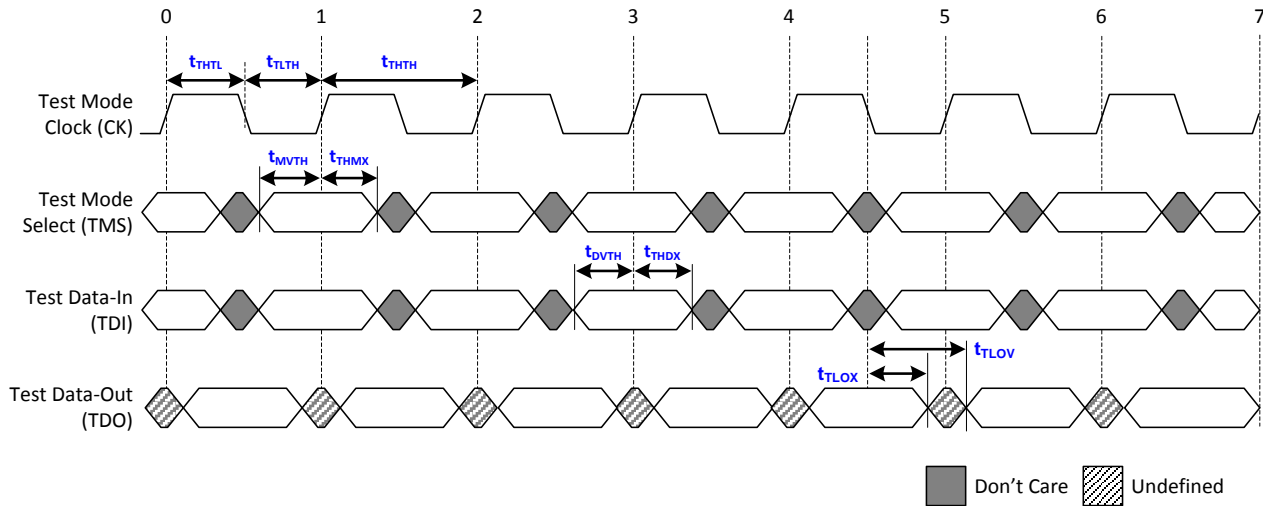 0 1 2 3 4 5 6 7
tTHTL tTLTH tTHTH
Test Mode
Clock (CK)
tMVTH tTHMX
Test Mode
Select (TMS)
tDVTH tTHDX
Test Data-In
(TDI)
tTLOV
tTLOX
Test Data-Out
(TDO)
Don't Care Undefined